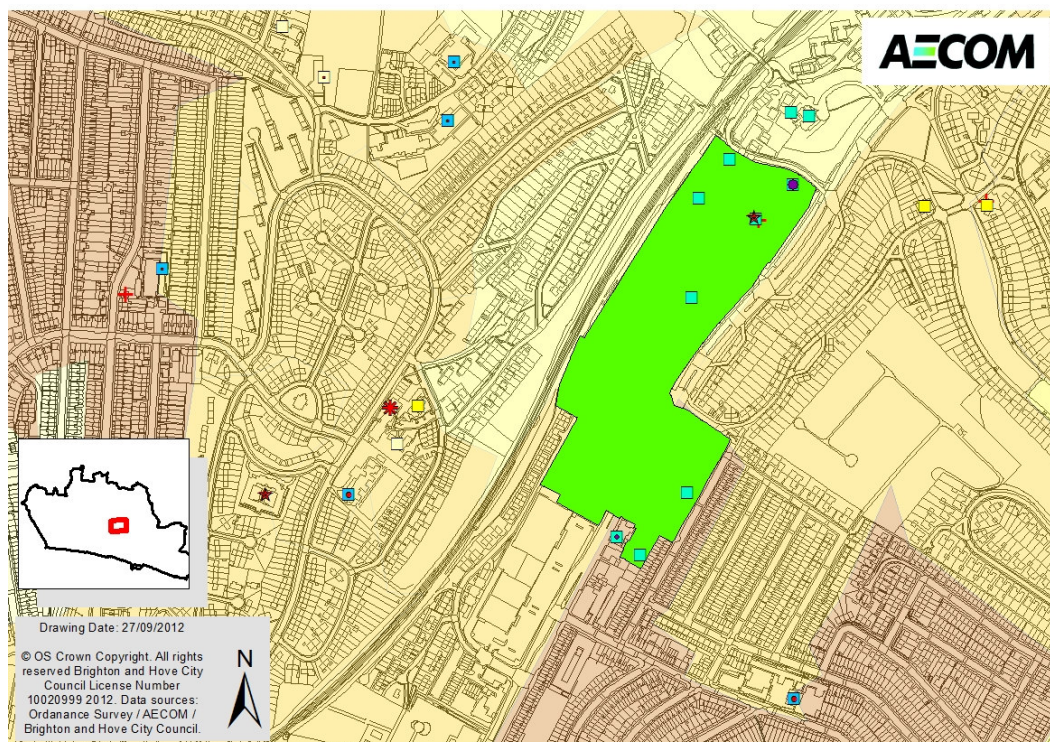 AECOM
Drawing Date: 27/09/2012
© OS Crown Copyright. All rights
reserved Brighton and Hove City
Council License Number
10020999 2012. Data sources:
Ordanance Survey / AECOM /
Brighton and Hove City Council.
N